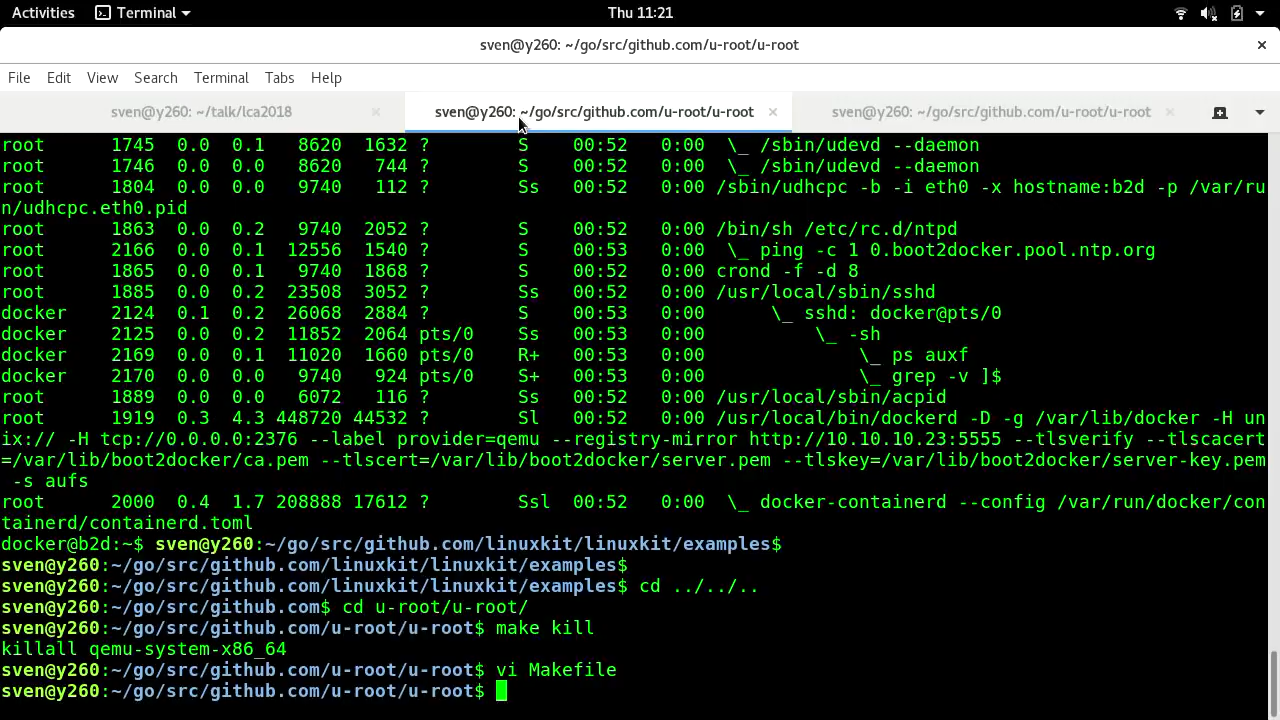 Activities Terminal Thu 11:21
sven@y260: ~/go/src/github.com/u-root/u-root
File Edit View Search Terminal Tabs Help
sven@y260: ~/talk/lca2018 sven@y260: ~/go/src/github.com/u-root/u-root sven@y260: ~/go/src/github.com/u-root/u-root
root 1745 0.0 0.1 8620 1632 ? S 00:52 0:00 \_ /sbin/udevd --daemon
root 1746 0.0 0.0 8620 744 ? S 00:52 0:00 \_ /sbin/udevd --daemon
root 1804 0.0 0.0 9740 112 ? Ss 00:52 0:00 /sbin/udhcpc -b -i eth0 -x hostname:b2d -p /var/ru
n/udhcpc.eth0.pid
root 1863 0.0 0.2 9740 2052 ? S 00:52 0:00 /bin/sh /etc/rc.d/ntpd
root 2166 0.0 0.1 12556 1540 ? S 00:53 0:00 \_ ping -c 1 0.boot2docker.pool.ntp.org
root 1865 0.0 0.1 9740 1868 ? S 00:52 0:00 crond -f -d 8
root 1885 0.0 0.2 23508 3052 ? Ss 00:52 0:00 /usr/local/sbin/sshd
docker 2124 0.1 0.2 26068 2884 ? S 00:53 0:00 \_ sshd: docker@pts/0
docker 2125 0.0 0.2 11852 2064 pts/0 Ss 00:53 0:00 \_ -sh
docker 2169 0.0 0.1 11020 1660 pts/0 R+ 00:53 0:00 \_ ps auxf
docker 2170 0.0 0.0 9740 924 pts/0 S+ 00:53 0:00 \_ grep -v ]$
root 1889 0.0 0.0 6072 116 ? Ss 00:52 0:00 /usr/local/sbin/acpid
root 1919 0.3 4.3 448720 44532 ? Sl 00:52 0:00 /usr/local/bin/dockerd -D -g /var/lib/docker -H un
ix:// -H tcp://0.0.0.0:2376 --label provider=qemu --registry-mirror http://10.10.10.23:5555 --tlsverify --tlscacert
=/var/lib/boot2docker/ca.pem --tlscert=/var/lib/boot2docker/server.pem --tlskey=/var/lib/boot2docker/server-key.pem
-s aufs
root 2000 0.4 1.7 208888 17612 ? Ssl 00:52 0:00 \_ docker-containerd --config /var/run/docker/con
tainerd/containerd.toml
docker@b2d:~$ sven@y260:~/go/src/github.com/linuxkit/linuxkit/examples$
sven@y260:~/go/src/github.com/linuxkit/linuxkit/examples$
sven@y260:~/go/src/github.com/linuxkit/linuxkit/examples$ cd ../../..
sven@y260:~/go/src/github.com$ cd u-root/u-root/
sven@y260:~/go/src/github.com/u-root/u-root$ make kill
killall qemu-system-x86_64
sven@y260:~/go/src/github.com/u-root/u-root$ vi Makefile
sven@y260:~/go/src/github.com/u-root/u-root$